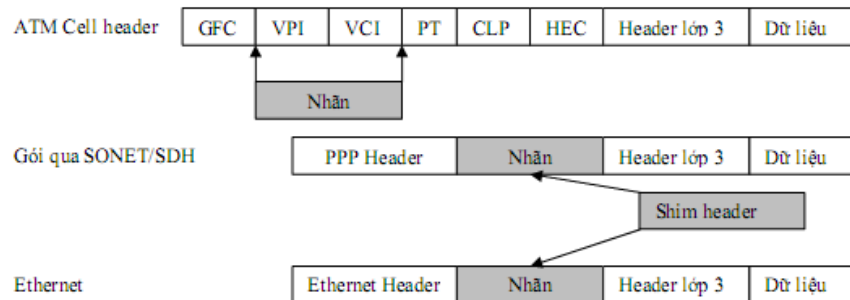 ATM Cell header GFC VPI VCI PT CLP HEC Header lớp 3 Dữ liệu
Nhãn
Gói qua SONET/SDH PPP Header Nhãn Header lớp 3 Dữ liệu
Shim header
Ethernet Ethernet Header Nhãn Header lớp 3 Dữ liệu